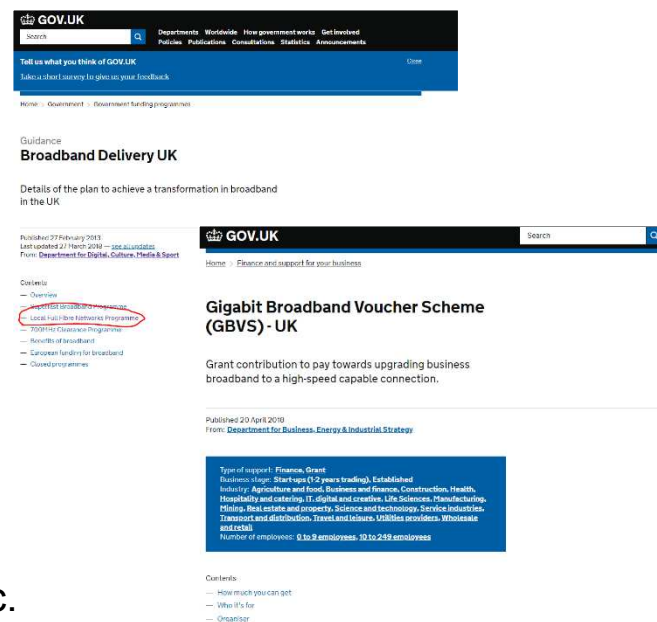 GOV.UK
Search
Departments Worldwide How government works Get involved
Policies Publications Consultations Statistics Announcements
Tell us what you think of GOV.UK
Close
Take a short survey to give us your feedback
Home > Government > Government funding programmes
Guidance
Broadband Delivery UK
Details of the plan to achieve a transformation in broadband
in the UK
Published 27 February 2013
Last updated 27 March 2018 — see all updates
From: Department for Digital, Culture, Media & Sport
Contents
— Overview
— Superfast Broadband Programme
— Local Full Fibre Networks Programme
— 700MHz Clearance Programme
— Benefits of broadband
— European funding for broadband
— Closed programmes
GOV.UK
Search
Home > Finance and support for your business
Gigabit Broadband Voucher Scheme
(GBVS) - UK
Grant contribution to pay towards upgrading business
broadband to a high-speed capable connection.
Published 20 April 2018
From: Department for Business, Energy & Industrial Strategy
Type of support: Finance, Grant
Business stage: Start-ups (1-2 years trading), Established
Industry: Agriculture and food, Business and finance, Construction, Health,
Hospitality and catering, IT, digital and creative, Life Sciences, Manufacturing,
Mining, Real estate and property, Science and technology, Service industries,
Transport and distribution, Travel and leisure, Utilities providers, Wholesale
and retail
Number of employees: 0 to 9 employees, 10 to 249 employees
Contents
— How much you can get
— Who it's for
— Organiser
c.